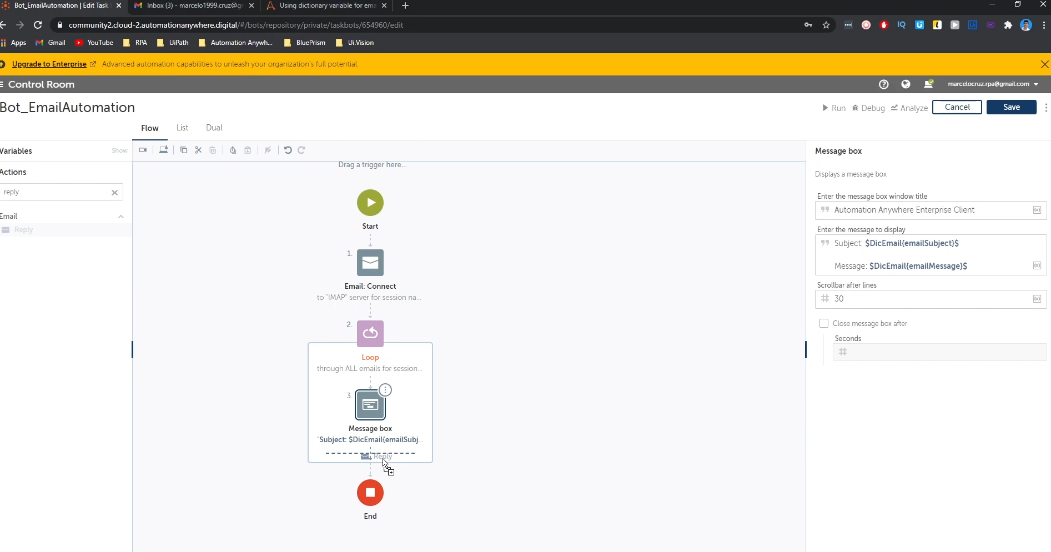 Bot_EmailAutomation | Edit Task
Inbox (3) - marcelo1999.cruz@g
Using dictionary variable for ema
community2.cloud-2.automationanywhere.digital/#/bots/repository/private/taskbots/654960/edit
Apps
Gmail
YouTube
RPA
UiPath
Automation Anywh...
BluePrism
Ui.Vision
Upgrade to Enterprise
Advanced automation capabilities to unleash your organization's full potential.
Control Room
marcelocruz.rpa@gmail.com
Bot_EmailAutomation
Run
Debug
Analyze
Cancel
Save
Flow
List
Dual
Variables
Show
Actions
reply
Email
Reply
Drag a trigger here...
Start
1.
Email: Connect
to "IMAP" server for session na...
2.
Loop
through ALL emails for session...
3.
Message box
"Subject: $DicEmail{emailSubj
Reply
End
Message box
Displays a message box
Enter the message box window title
Automation Anywhere Enterprise Client
Enter the message to display
Subject: $DicEmail{emailSubject}$
Message: $DicEmail{emailMessage}$
Scrollbar after lines
# 30
Close message box after
Seconds
#